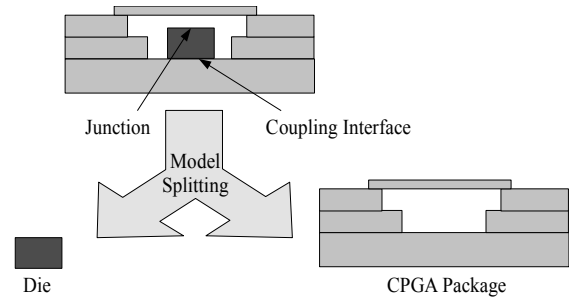 Junction
Coupling Interface
Model
Splitting
Die
CPGA Package